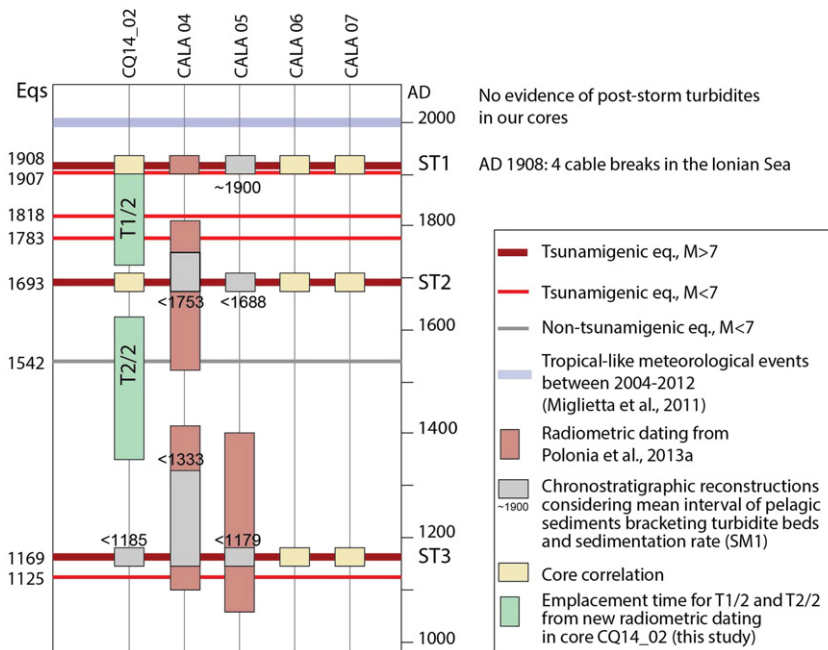 CQ14_02
CALA 04
CALA 05
CALA 06
CALA 07
Eqs
AD
2000
1908
1907
ST1
~1900
1818
1783
1800
T1/2
1693
ST2
<1753
<1688
1600
1542
T2/2
1400
<1333
1200
<1185
<1179
1169
ST3
1125
1000
No evidence of post-storm turbidites
in our cores
AD 1908: 4 cable breaks in the Ionian Sea
Tsunamigenic eq., M>7
Tsunamigenic eq., M<7
Non-tsunamigenic eq., M<7
Tropical-like meteorological events
between 2004-2012
(Miglietta et al., 2011)
Radiometric dating from
Polonia et al., 2013a
Chronostratigraphic reconstructions
~1900 considering mean interval of pelagic
sediments bracketing turbidite beds
and sedimentation rate (SM1)
Core correlation
Emplacement time for T1/2 and T2/2
from new radiometric dating
in core CQ14_02 (this study)